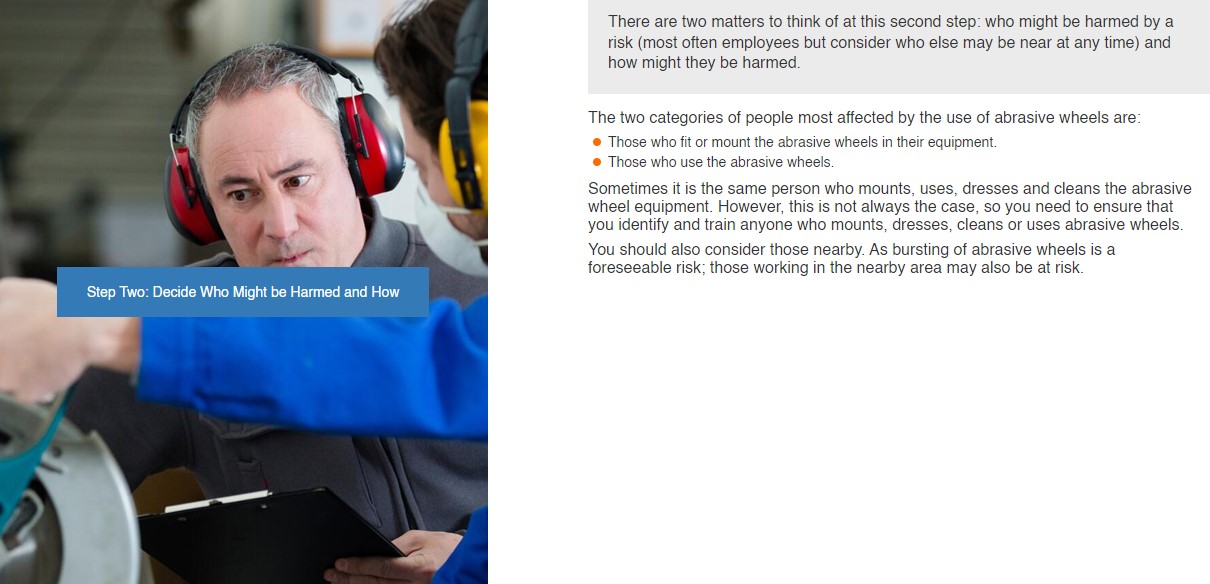 Step Two: Decide Who Might be Harmed and How
There are two matters to think of at this second step: who might be harmed by a
risk (most often employees but consider who else may be near at any time) and
how might they be harmed.
The two categories of people most affected by the use of abrasive wheels are:
Those who fit or mount the abrasive wheels in their equipment.
Those who use the abrasive wheels.
Sometimes it is the same person who mounts, uses, dresses and cleans the abrasive
wheel equipment. However, this is not always the case, so you need to ensure that
you identify and train anyone who mounts, dresses, cleans or uses abrasive wheels.
You should also consider those nearby. As bursting of abrasive wheels is a
foreseeable risk; those working in the nearby area may also be at risk.